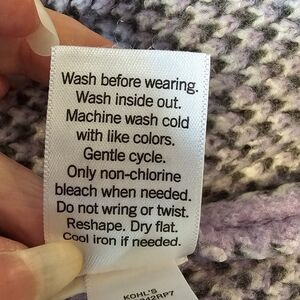 Wash before wearing.
Wash inside out.
Machine wash cold
with like colors.
Gentle cycle.
Only non-chlorine
bleach when needed.
Do not wring or twist.
Reshape. Dry flat.
Cool iron if needed.
KOHL'S